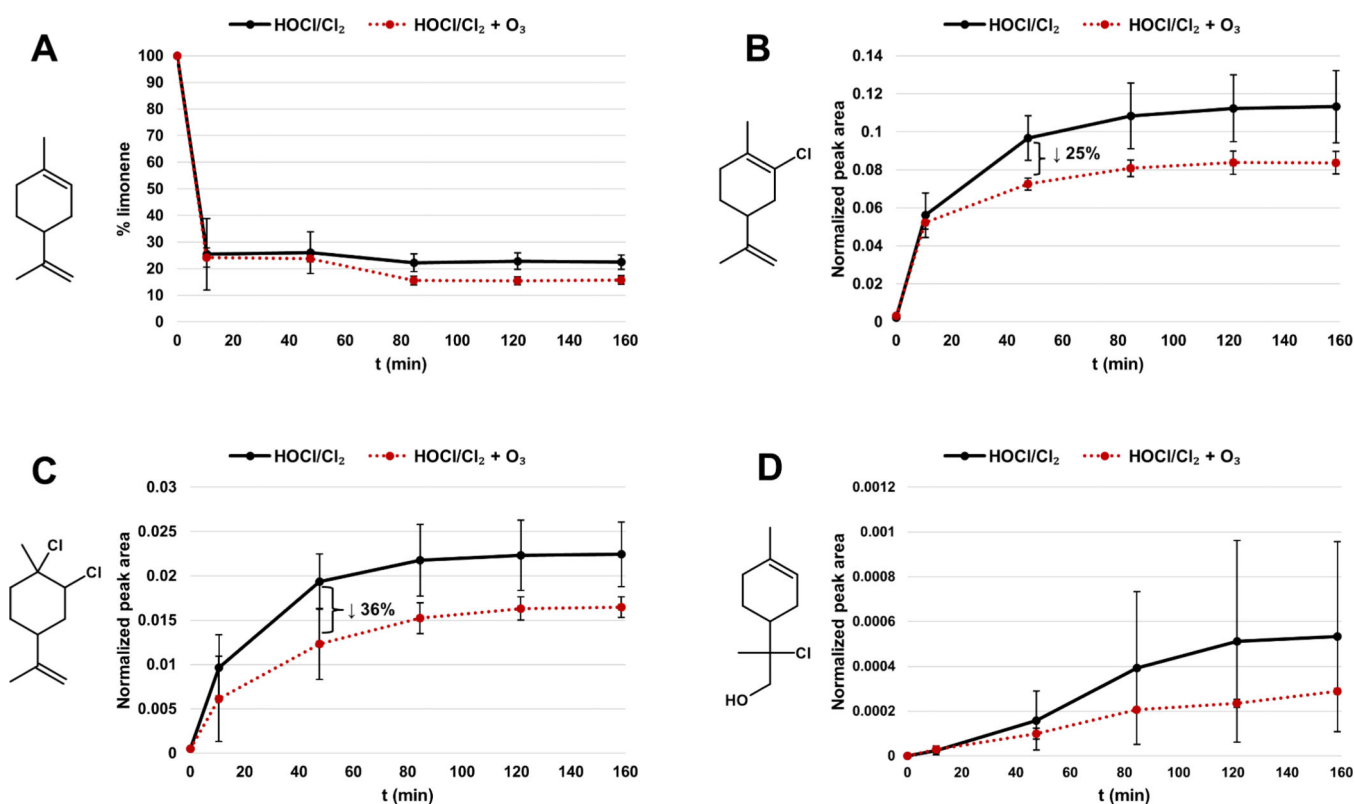 A
HOCl/Cl₂ HOCl/Cl₂ + O₃
% limonene
100
90
80
70
60
50
40
30
20
10
0
0 20 40 60 80 100 120 140 160
t (min)
B
HOCl/Cl₂ HOCl/Cl₂ + O₃
Cl
Normalized peak area
0.14
0.12
0.1
0.08
0.06
0.04
0.02
0
↓ 25%
0 20 40 60 80 100 120 140 160
t (min)
C
HOCl/Cl₂ HOCl/Cl₂ + O₃
Cl
Cl
Normalized peak area
0.03
0.025
0.02
0.015
0.01
0.005
0
↓ 36%
0 20 40 60 80 100 120 140 160
t (min)
D
HOCl/Cl₂ HOCl/Cl₂ + O₃
Cl
HO
Normalized peak area
0.0012
0.001
0.0008
0.0006
0.0004
0.0002
0
0 20 40 60 80 100 120 140 160
t (min)